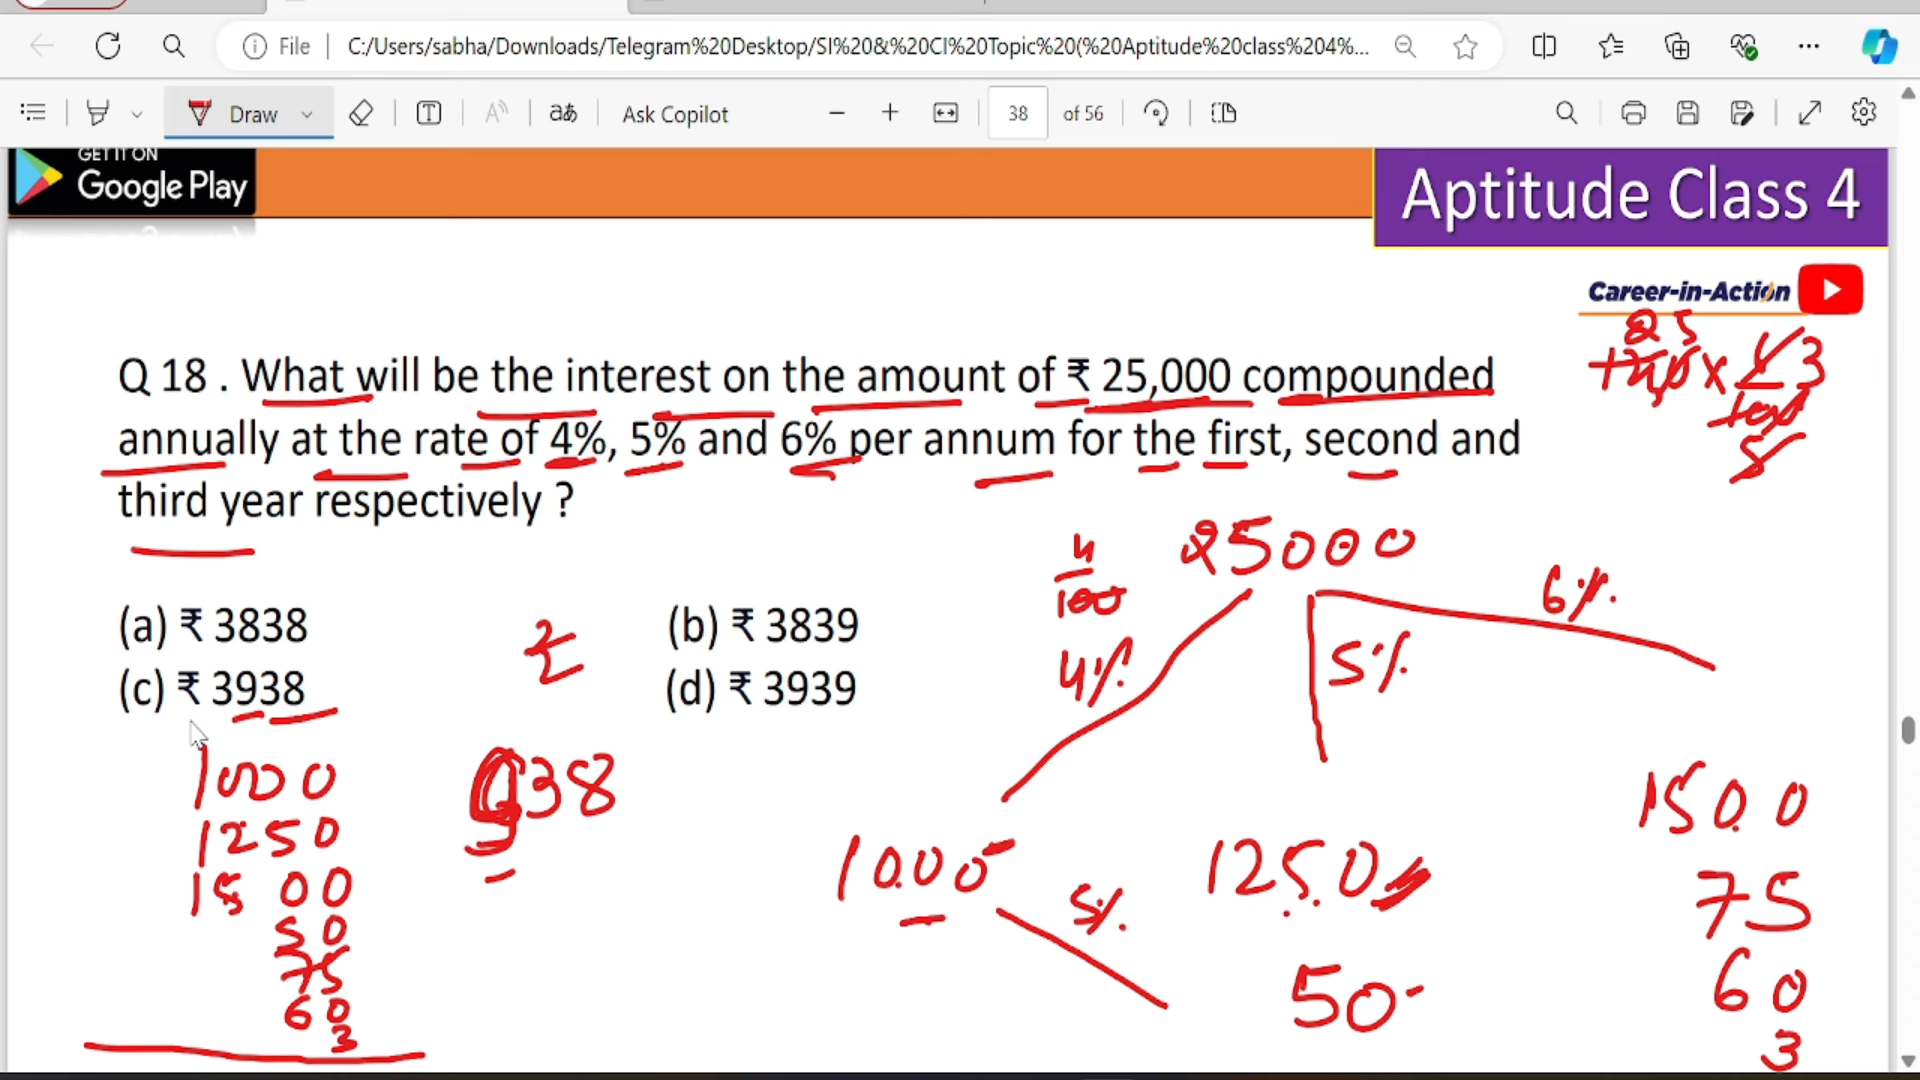 File | C:/Users/sabha/Downloads/Telegram%20Desktop/SI%20&%20CI%20Topic%20(%20Aptitude%20class%204%...
Draw
aあ
Ask Copilot
38 of 56
GET IT ON
Google Play
Aptitude Class 4
Career-in-Action
Q 18 . What will be the interest on the amount of ₹ 25,000 compounded
annually at the rate of 4%, 5% and 6% per annum for the first, second and
third year respectively ?
4
100
25000
6%
(a) ₹ 3838
(b) ₹ 3839
4%
5%
(c) ₹ 3938
(d) ₹ 3939
1000
1250
1500
50
75
60
3
938
1000
5%
1250
50
1500
75
60
3